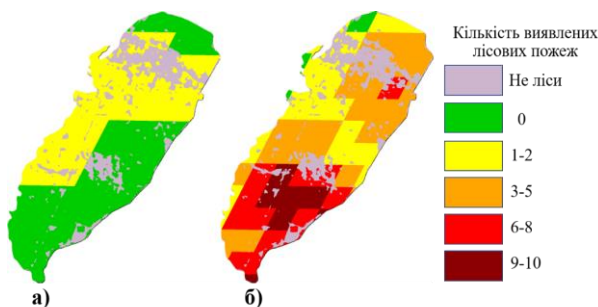 Кількість виявлених
лісових пожеж
Не ліси
0
1-2
3-5
6-8
9-10
а)
б)